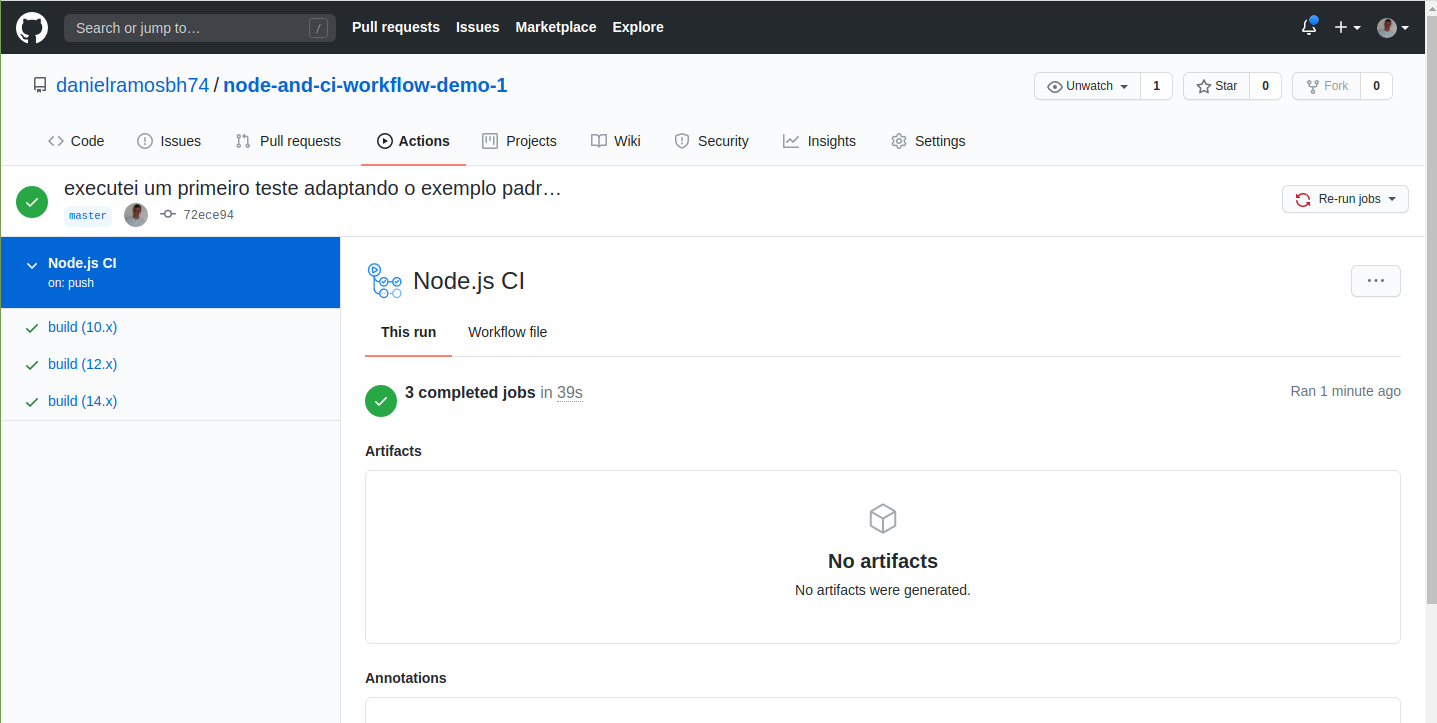 Search or jump to… / Pull requests Issues Marketplace Explore
danielramosbh74 / node-and-ci-workflow-demo-1 Unwatch 1 Star 0 Fork 0
Code Issues Pull requests Actions Projects Wiki Security Insights Settings
executei um primeiro teste adaptando o exemplo padr…
master 72ece94
Re-run jobs
Node.js CI
on: push
build (10.x)
build (12.x)
build (14.x)
Node.js CI
This run Workflow file
3 completed jobs in 39s Ran 1 minute ago
Artifacts
No artifacts
No artifacts were generated.
Annotations